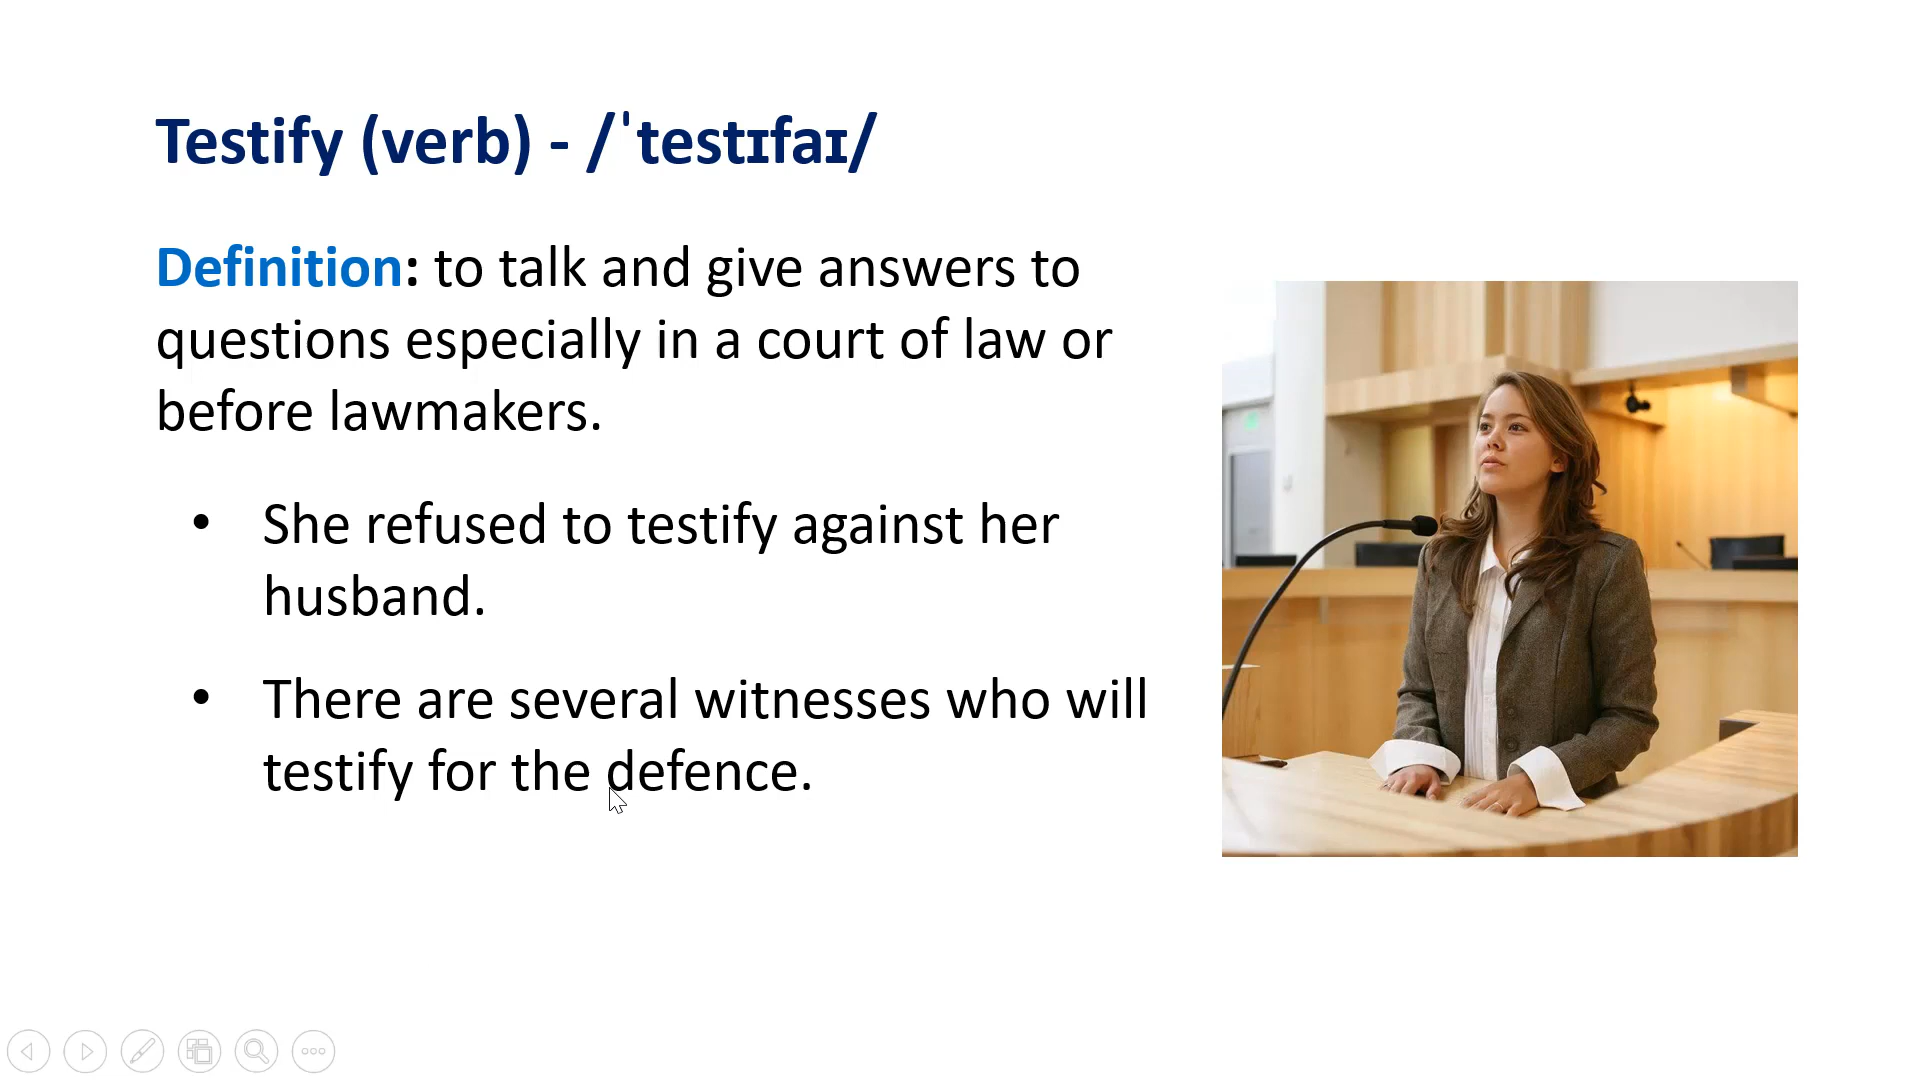 Testify (verb) - /ˈtestɪfaɪ/
Definition: to talk and give answers to
questions especially in a court of law or
before lawmakers.
• She refused to testify against her
husband.
• There are several witnesses who will
testify for the defence.